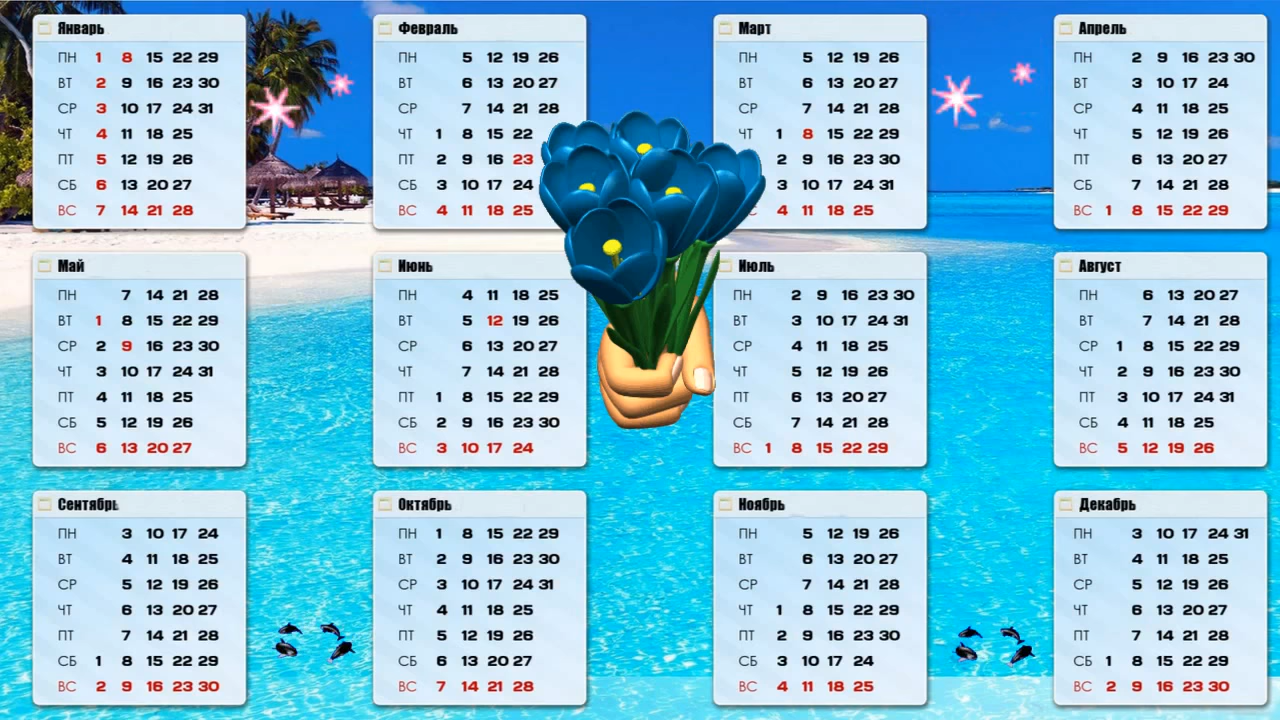 Январь
ПН 1 8 15 22 29
ВТ 2 9 16 23 30
СР 3 10 17 24 31
ЧТ 4 11 18 25
ПТ 5 12 19 26
СБ 6 13 20 27
ВС 7 14 21 28
Февраль
ПН 5 12 19 26
ВТ 6 13 20 27
СР 7 14 21 28
ЧТ 1 8 15 22
ПТ 2 9 16 23
СБ 3 10 17 24
ВС 4 11 18 25
Март
ПН 5 12 19 26
ВТ 6 13 20 27
СР 7 14 21 28
ЧТ 1 8 15 22 29
2 9 16 23 30
3 10 17 24 31
4 11 18 25
Апрель
ПН 2 9 16 23 30
ВТ 3 10 17 24
СР 4 11 18 25
ЧТ 5 12 19 26
ПТ 6 13 20 27
СБ 7 14 21 28
ВС 1 8 15 22 29
Май
ПН 7 14 21 28
ВТ 1 8 15 22 29
СР 2 9 16 23 30
ЧТ 3 10 17 24 31
ПТ 4 11 18 25
СБ 5 12 19 26
ВС 6 13 20 27
Июнь
ПН 4 11 18 25
ВТ 5 12 19 26
СР 6 13 20 27
ЧТ 7 14 21 28
ПТ 1 8 15 22 29
СБ 2 9 16 23 30
ВС 3 10 17 24
Июль
ПН 2 9 16 23 30
ВТ 3 10 17 24 31
СР 4 11 18 25
ЧТ 5 12 19 26
ПТ 6 13 20 27
СБ 7 14 21 28
ВС 1 8 15 22 29
Август
ПН 6 13 20 27
ВТ 7 14 21 28
СР 1 8 15 22 29
ЧТ 2 9 16 23 30
ПТ 3 10 17 24 31
СБ 4 11 18 25
ВС 5 12 19 26
Сентябрь
ПН 3 10 17 24
ВТ 4 11 18 25
СР 5 12 19 26
ЧТ 6 13 20 27
ПТ 7 14 21 28
СБ 1 8 15 22 29
ВС 2 9 16 23 30
Октябрь
ПН 1 8 15 22 29
ВТ 2 9 16 23 30
СР 3 10 17 24 31
ЧТ 4 11 18 25
ПТ 5 12 19 26
СБ 6 13 20 27
ВС 7 14 21 28
Ноябрь
ПН 5 12 19 26
ВТ 6 13 20 27
СР 7 14 21 28
ЧТ 1 8 15 22 29
ПТ 2 9 16 23 30
СБ 3 10 17 24
ВС 4 11 18 25
Декабрь
ПН 3 10 17 24 31
ВТ 4 11 18 25
СР 5 12 19 26
ЧТ 6 13 20 27
ПТ 7 14 21 28
СБ 1 8 15 22 29
ВС 2 9 16 23 30